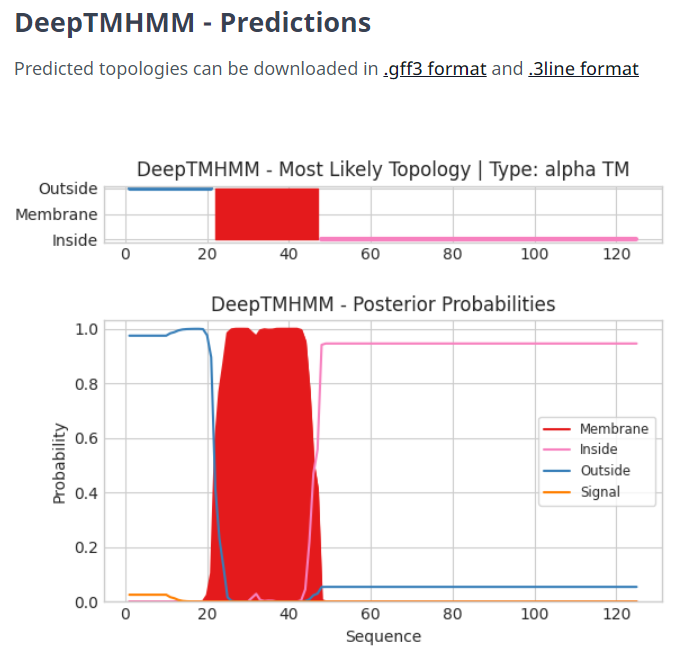 DeepTMHMM - Predictions
Predicted topologies can be downloaded in .gff3 format and .3line format
DeepTMHMM - Most Likely Topology | Type: alpha TM
Outside
Membrane
Inside
0 20 40 60 80 100 120
DeepTMHMM - Posterior Probabilities
1.0
0.8
0.6
0.4
0.2
0.0
Probability
Membrane
Inside
Outside
Signal
0 20 40 60 80 100 120
Sequence